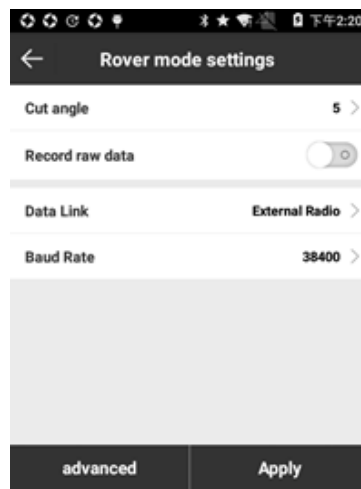 下午2:20
Rover mode settings
Cut angle 5
Record raw data
Data Link External Radio
Baud Rate 38400
advanced Apply